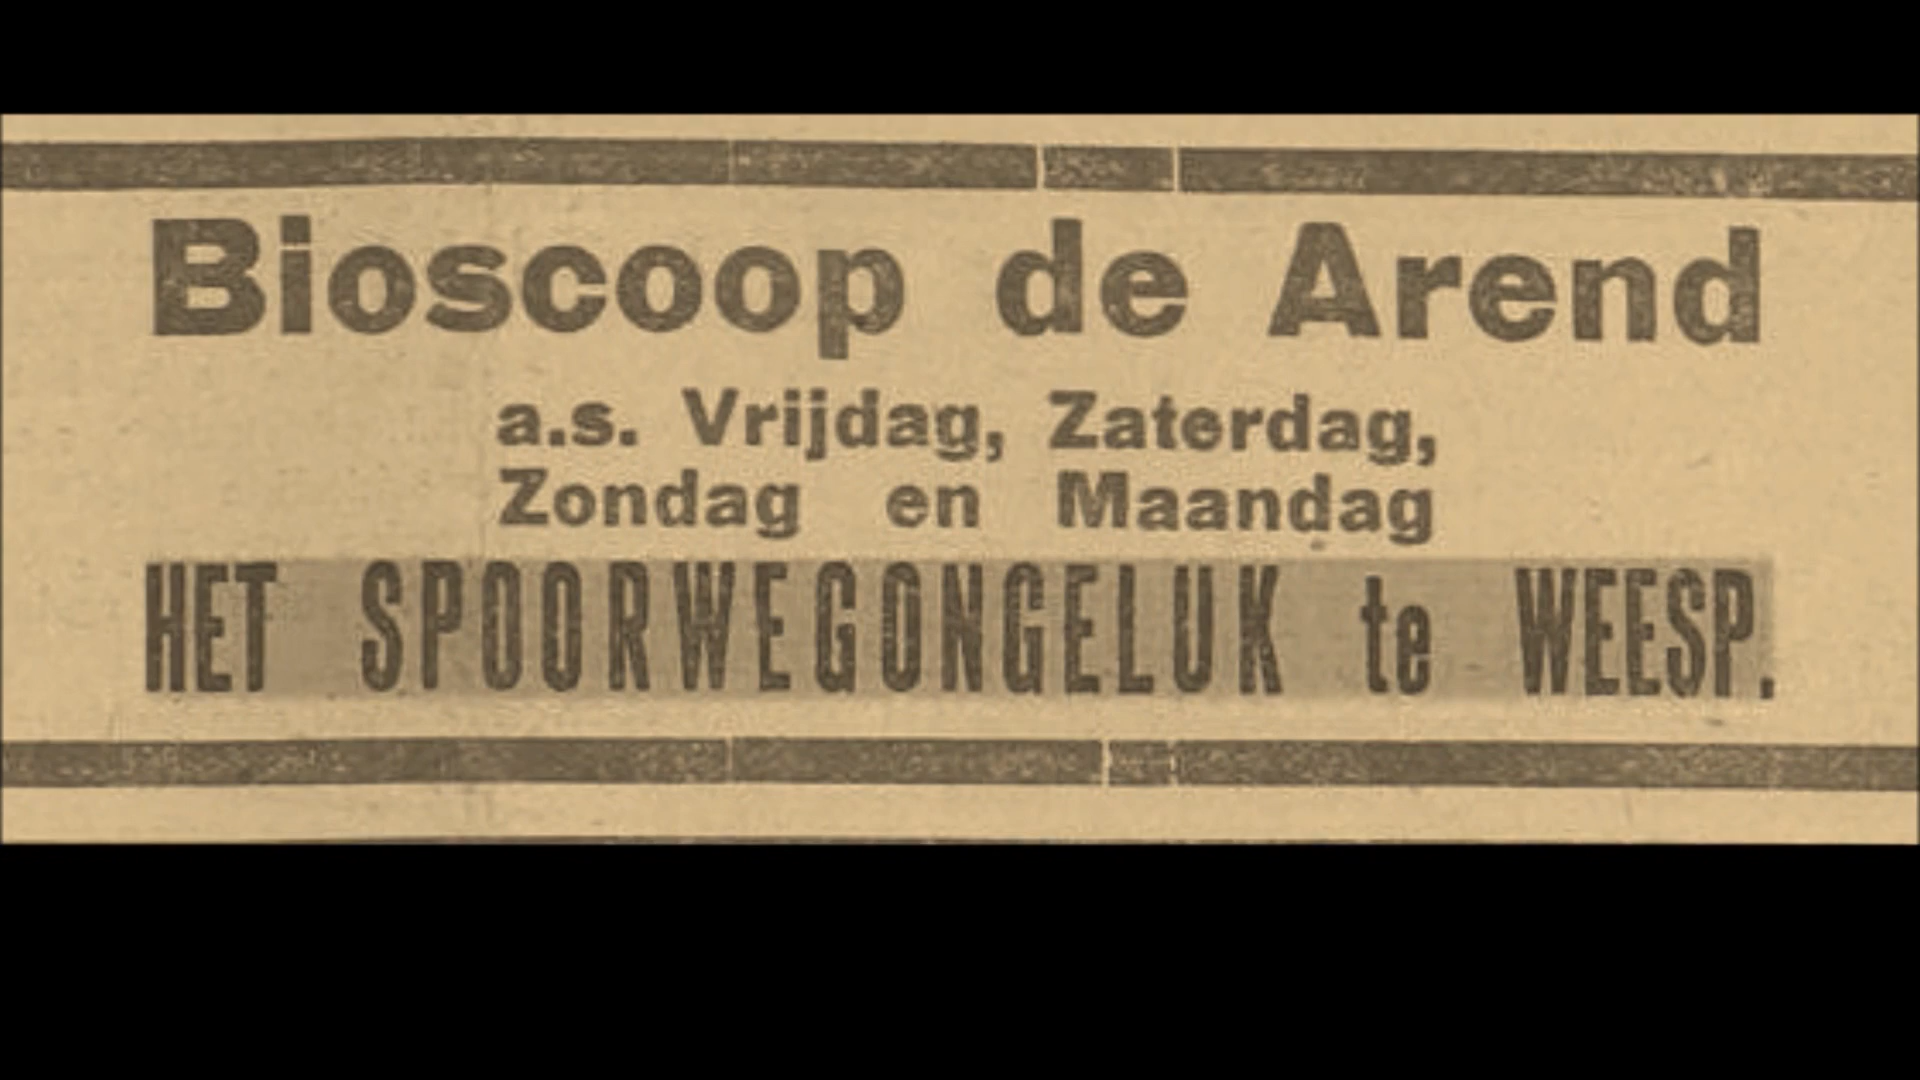 Bioscoop de Arend
a.s. Vrijdag, Zaterdag,
Zondag en Maandag
HET SPOORWEGONGELUK te WEESP.